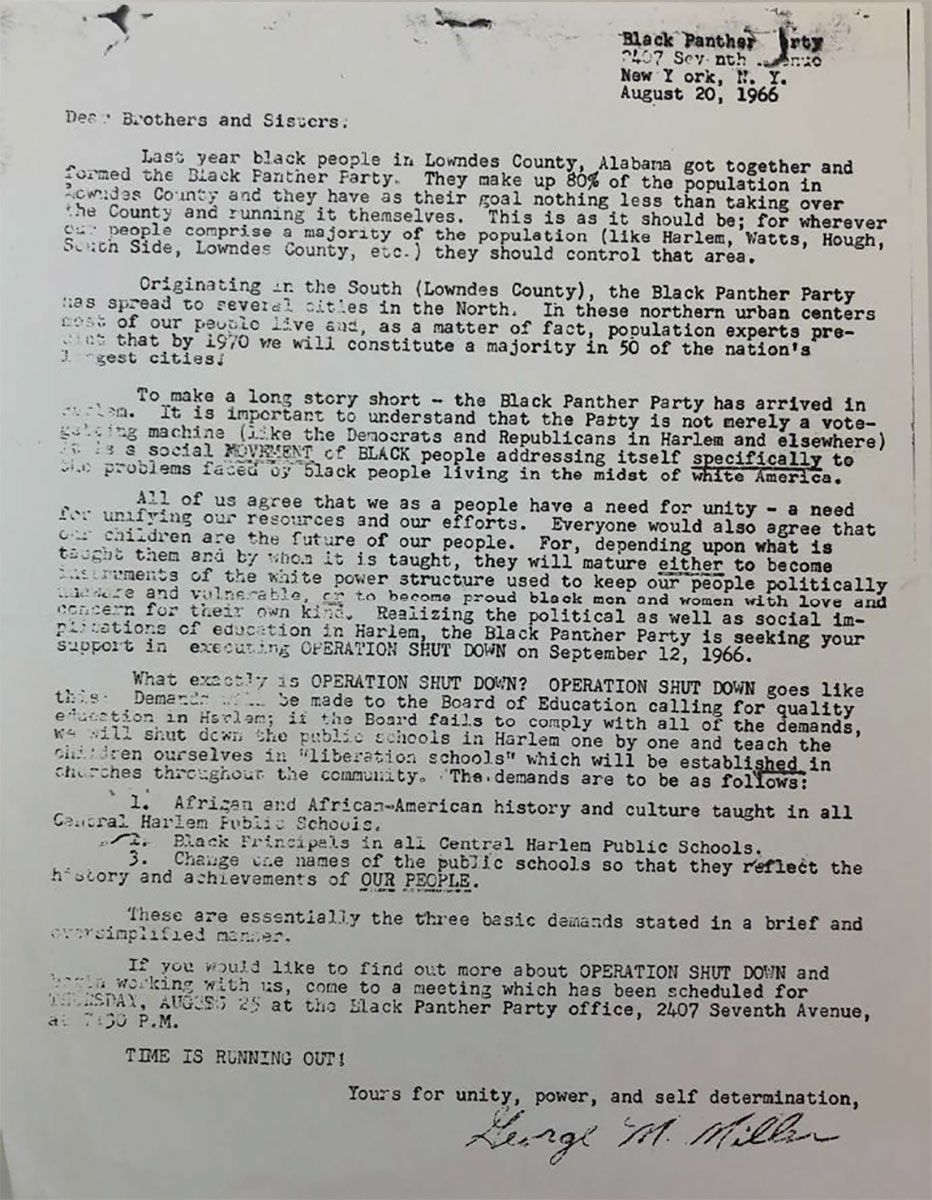 Black Panther Party
2407 Seventh Avenue
New York, N. Y.
August 20, 1966
Dear Brothers and Sisters:
Last year black people in Lowndes County, Alabama got together and
formed the Black Panther Party. They make up 80% of the population in
Lowndes County and they have as their goal nothing less than taking over
the County and running it themselves. This is as it should be; for wherever
our people comprise a majority of the population (like Harlem, Watts, Hough,
South Side, Lowndes County, etc.) they should control that area.
Originating in the South (Lowndes County), the Black Panther Party
has spread to several cities in the North. In these northern urban centers
most of our people live and, as a matter of fact, population experts pre-
dict that by 1970 we will constitute a majority in 50 of the nation's
largest cities.
To make a long story short - the Black Panther Party has arrived in
Harlem. It is important to understand that the Party is not merely a vote-
getting machine (like the Democrats and Republicans in Harlem and elsewhere)
it is a social MOVEMENT of BLACK people addressing itself specifically to
the problems faced by black people living in the midst of white America.
All of us agree that we as a people have a need for unity - a need
for unifying our resources and our efforts. Everyone would also agree that
our children are the future of our people. For, depending upon what is
taught them and by whom it is taught, they will mature either to become
instruments of the white power structure used to keep our people politically
unaware and vulnerable, or to become proud black men and women with love and
concern for their own kind. Realizing the political as well as social im-
plications of education in Harlem, the Black Panther Party is seeking your
support in executing OPERATION SHUT DOWN on September 12, 1966.
What exactly is OPERATION SHUT DOWN? OPERATION SHUT DOWN goes like
this: Demands will be made to the Board of Education calling for quality
education in Harlem; if the Board fails to comply with all of the demands,
we will shut down the public schools in Harlem one by one and teach the
children ourselves in "liberation schools" which will be established in
churches throughout the community. The demands are to be as follows:
1. African and African-American history and culture taught in all
Central Harlem Public Schools.
2. Black Principals in all Central Harlem Public Schools.
3. Change the names of the public schools so that they reflect the
history and achievements of OUR PEOPLE.
These are essentially the three basic demands stated in a brief and
oversimplified manner.
If you would like to find out more about OPERATION SHUT DOWN and
begin working with us, come to a meeting which has been scheduled for
THURSDAY, AUGUST 25 at the Black Panther Party office, 2407 Seventh Avenue,
at 7:30 P.M.
TIME IS RUNNING OUT!
Yours for unity, power, and self determination,
George M. Miller